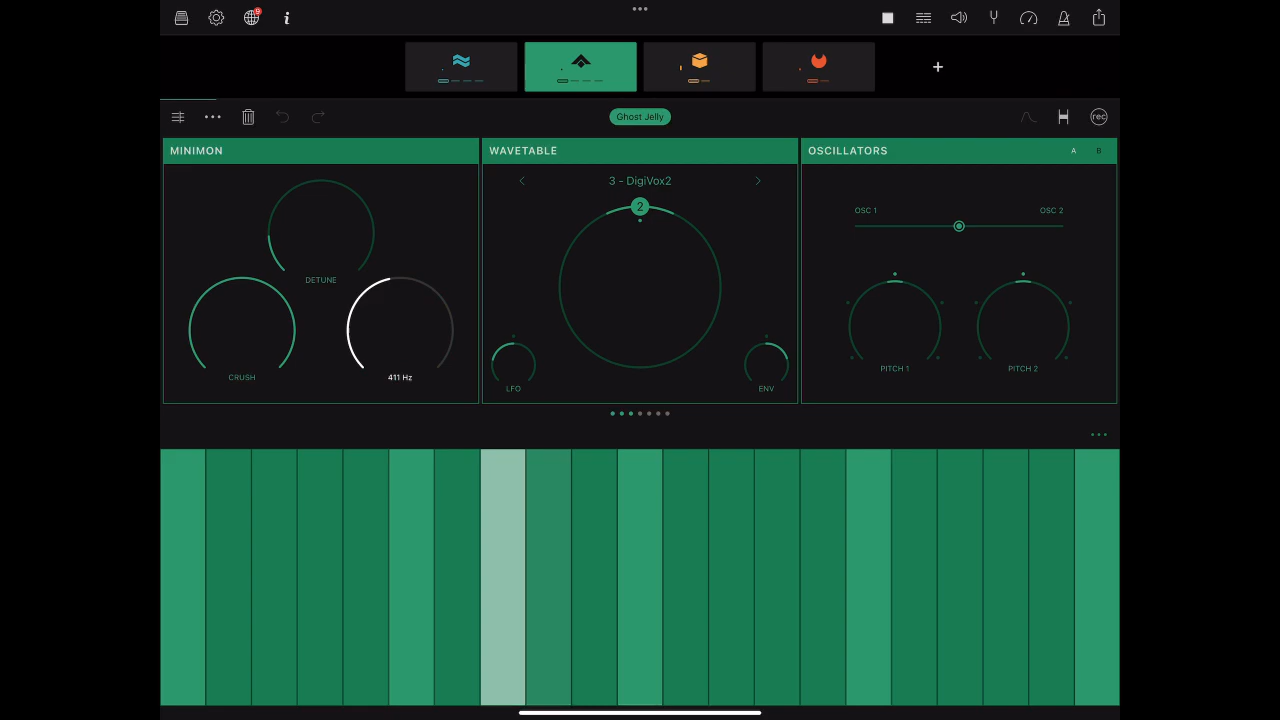 9
Ghost Jelly
rec
MINIMON
WAVETABLE
OSCILLATORS
A
B
3 - DigiVox2
2
OSC 1
OSC 2
DETUNE
CRUSH
411 Hz
LFO
ENV
PITCH 1
PITCH 2